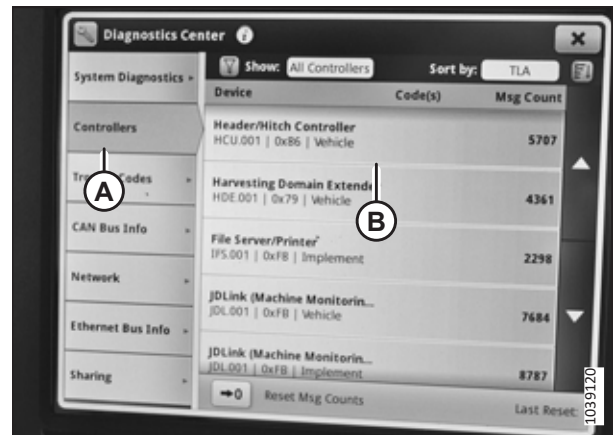 Diagnostics Center
System Diagnostics
Show: All Controllers Sort by: TLA
Device Code(s) Msg Count
Controllers
Header/Hitch Controller
HCU.001 | 0x86 | Vehicle 5707
A
Codes
Harvesting Domain Extende
HDE.001 | 0x79 | Vehicle 4361
B
CAN Bus Info
File Server/Printer
IFS.001 | 0xF8 | Implement 2298
Network
JDLink (Machine Monitorin...
JDL.001 | 0xFB | Vehicle 7684
Ethernet Bus Info
JDLink (Machine Monitorin...
JDL.001 | 0xFB | Implement 8787
Sharing
→0 Reset Msg Counts Last Reset:
1039120